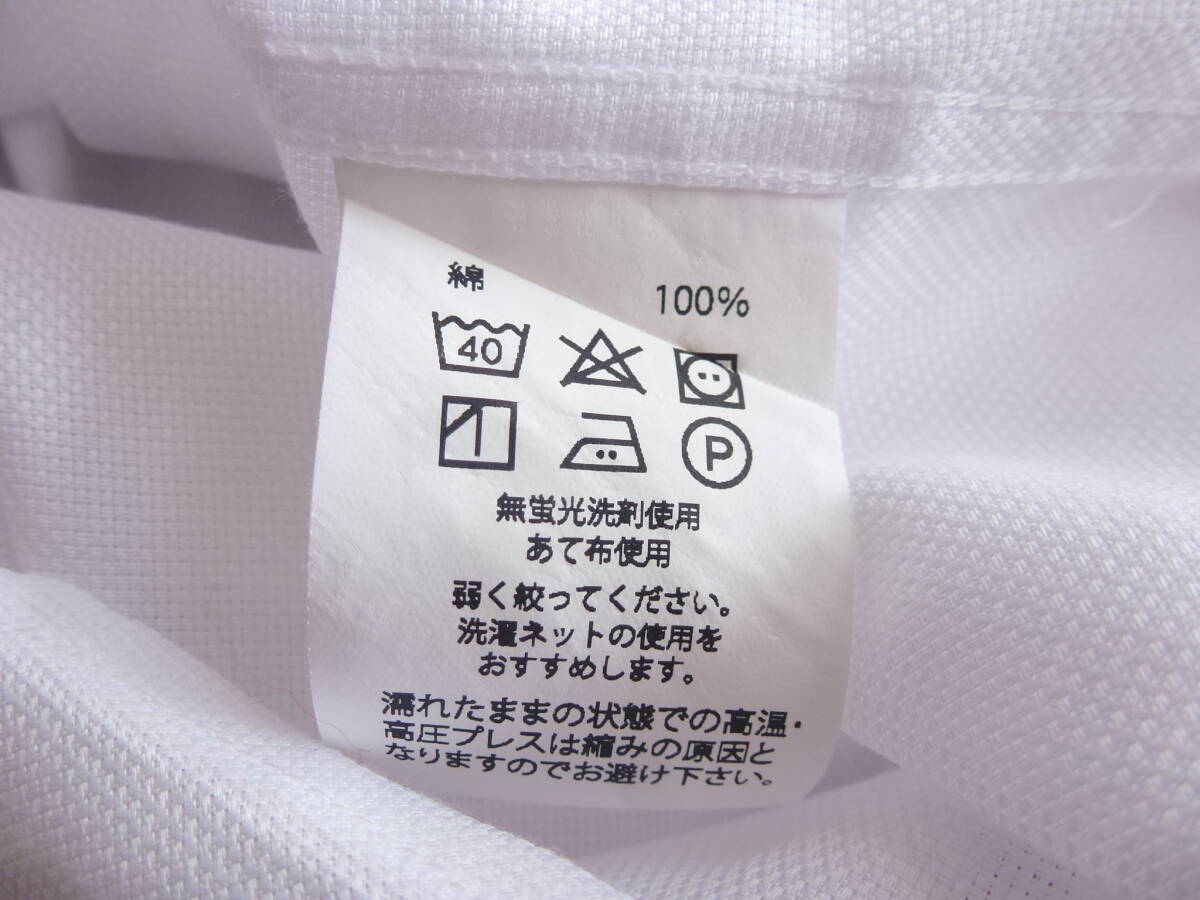 綿 100%
40
P
無蛍光洗剤使用
あて布使用
弱く絞ってください。
洗濯ネットの使用を
おすすめします。
濡れたままの状態での高温・
高圧プレスは縮みの原因と
なりますのでお避け下さい。